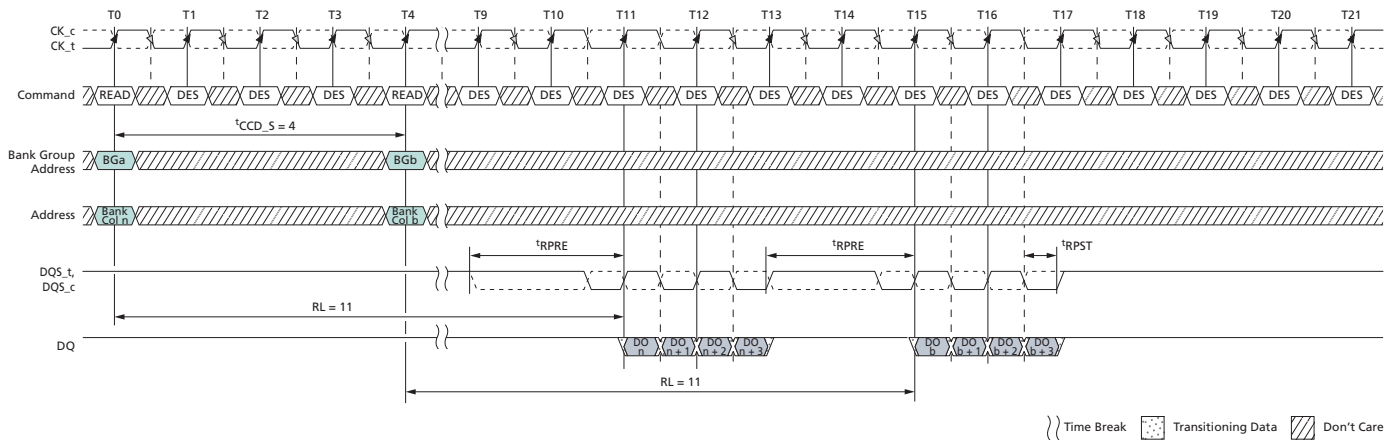 T0 T1 T2 T3 T4 T9 T10 T11 T12 T13 T14 T15 T16 T17 T18 T19 T20 T21
CK_c
CK_t
Command READ DES DES DES READ DES DES DES DES DES DES DES DES DES DES DES DES DES
tCCD_S = 4
Bank Group
Address
BGa BGb
Address
Bank
Col n
Bank
Col b
tRPRE tRPRE tRPST
DQS_t,
DQS_c
RL = 11
DQ
DO
n
DO
n + 1
DO
n + 2
DO
n + 3
DO
b
DO
b + 1
DO
b + 2
DO
b + 3
RL = 11
Time Break Transitioning Data Don't Care